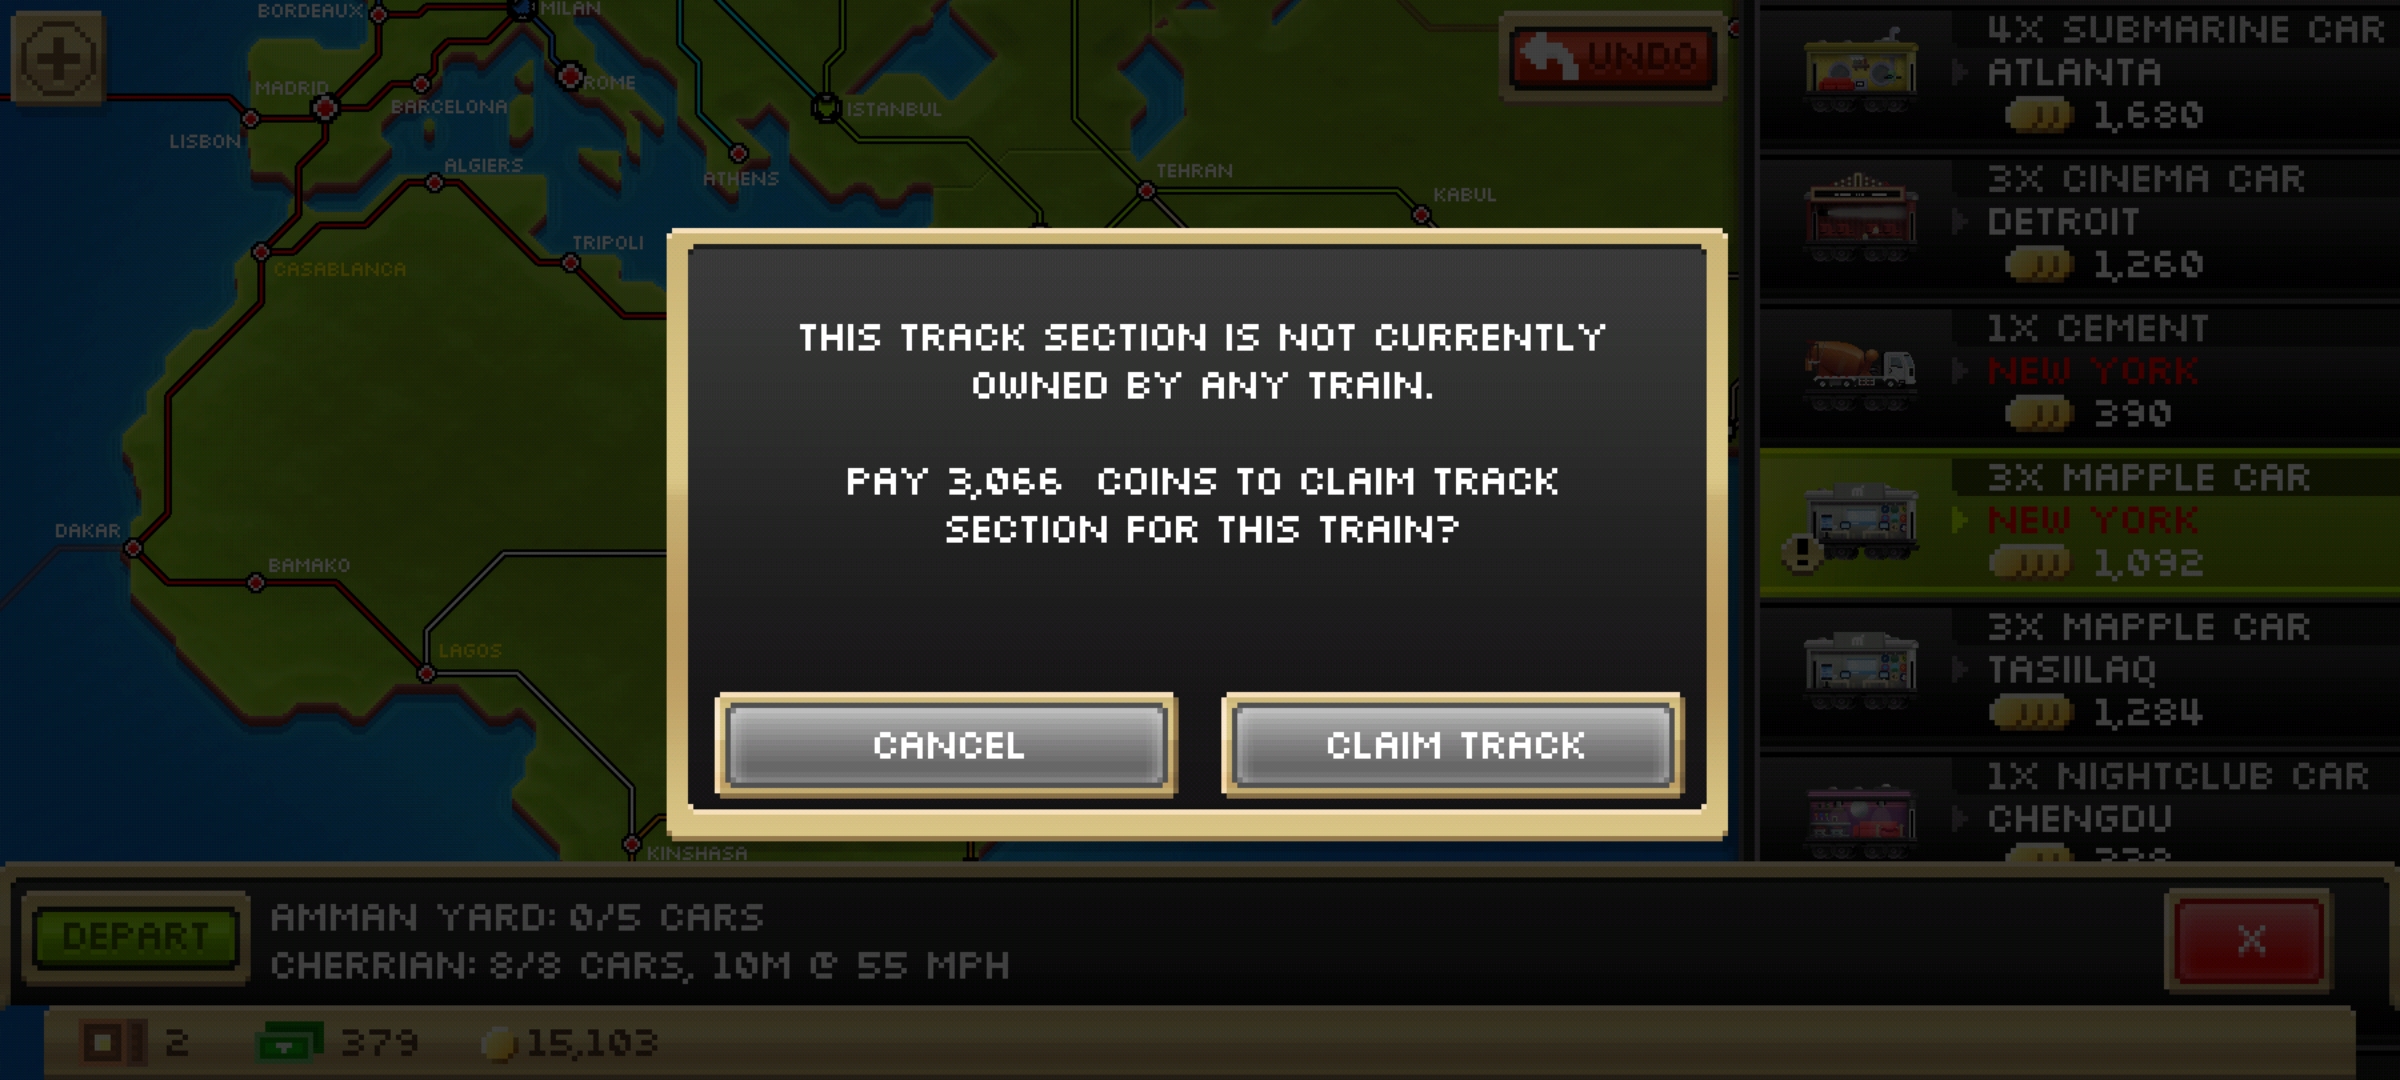 BORDEAUX
MILAN
MADRID
ROME
BARCELONA
LISBON
ALGIERS
ISTANBUL
ATHENS
TEHRAN
KABUL
TRIPOLI
CASABLANCA
DAKAR
BAMAKO
LAGOS
KINSHASA
UNDO
THIS TRACK SECTION IS NOT CURRENTLY
OWNED BY ANY TRAIN.
PAY 3,066 COINS TO CLAIM TRACK
SECTION FOR THIS TRAIN?
CANCEL
CLAIM TRACK
4X SUBMARINE CAR
ATLANTA
1,680
3X CINEMA CAR
DETROIT
1,260
1X CEMENT
NEW YORK
390
3X MAPPLE CAR
NEW YORK
1,092
3X MAPPLE CAR
TASIILAQ
1,284
1X NIGHTCLUB CAR
CHENGDU
DEPART
AMMAN YARD: 0/5 CARS
CHERRIAN: 8/8 CARS, 10M @ 55 MPH
X
2
379
15,103